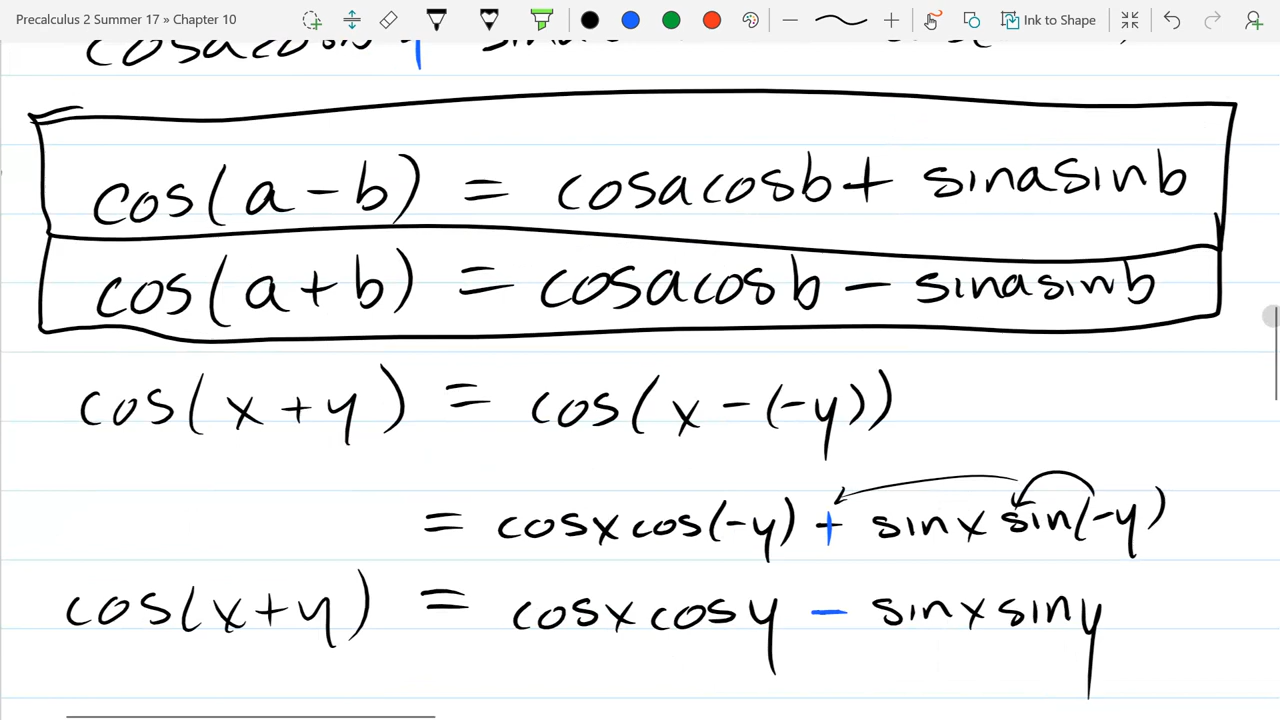 Precalculus 2 Summer 17 » Chapter 10
Ink to Shape
cosacosb +
cos(a-b) = cosacosb + sinasinb
cos(a+b) = cosacosb - sinasinb
cos(x+y) = cos(x-(-y))
= cosxcos(-y) + sinxsin(-y)
cos(x+y) = cosxcosy - sinxsiny